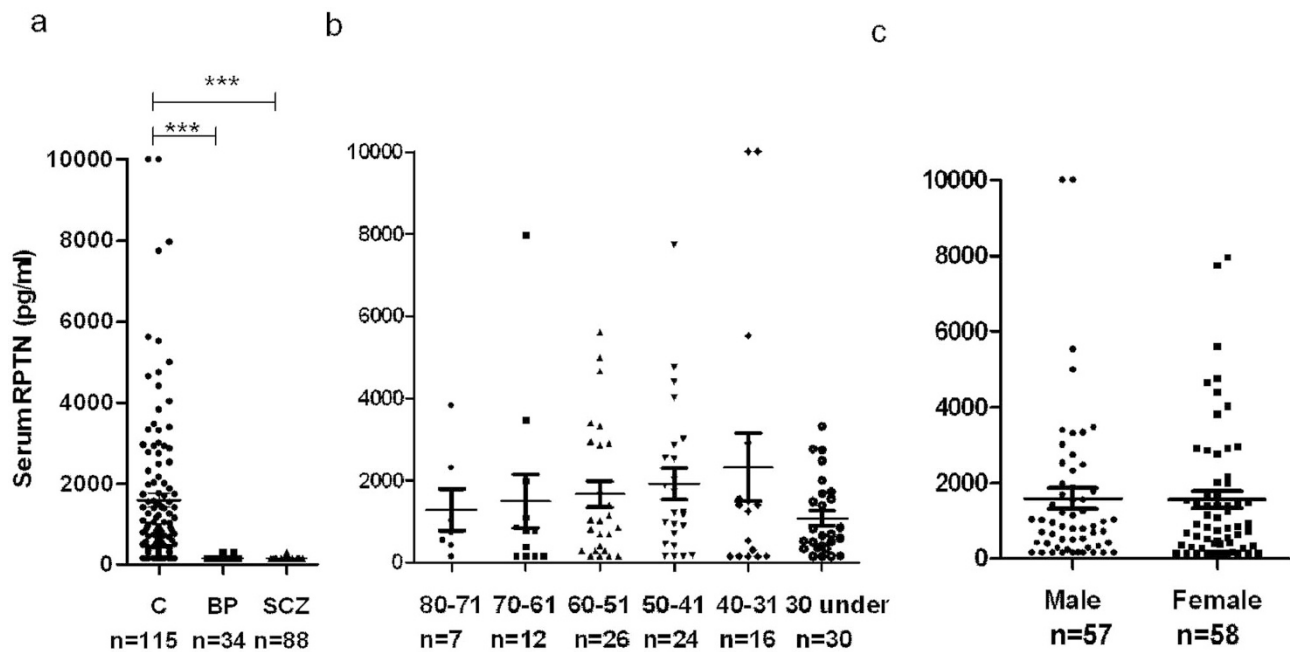 a
b
c
***
***
Serum RPTN (pg/ml)
10000
8000
6000
4000
2000
0
C BP SCZ
n=115 n=34 n=88
10000
8000
6000
4000
2000
0
80-71 70-61 60-51 50-41 40-31 30 under
n=7 n=12 n=26 n=24 n=16 n=30
10000
8000
6000
4000
2000
0
Male Female
n=57 n=58